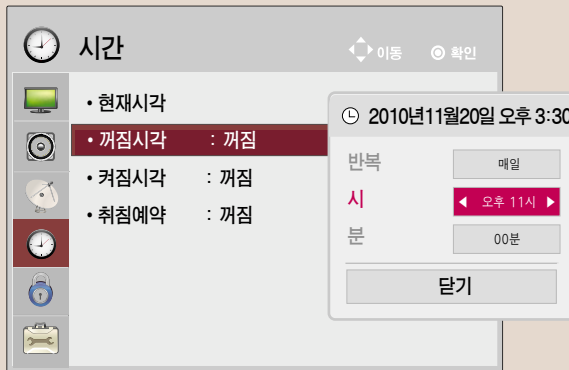 시간
이동
확인
• 현재시각
• 꺼짐시각 : 꺼짐
• 켜짐시각 : 꺼짐
• 취침예약 : 꺼짐
2010년11월20일 오후 3:30
반복 매일
시 ◀ 오후 11시 ▶
분 00분
닫기